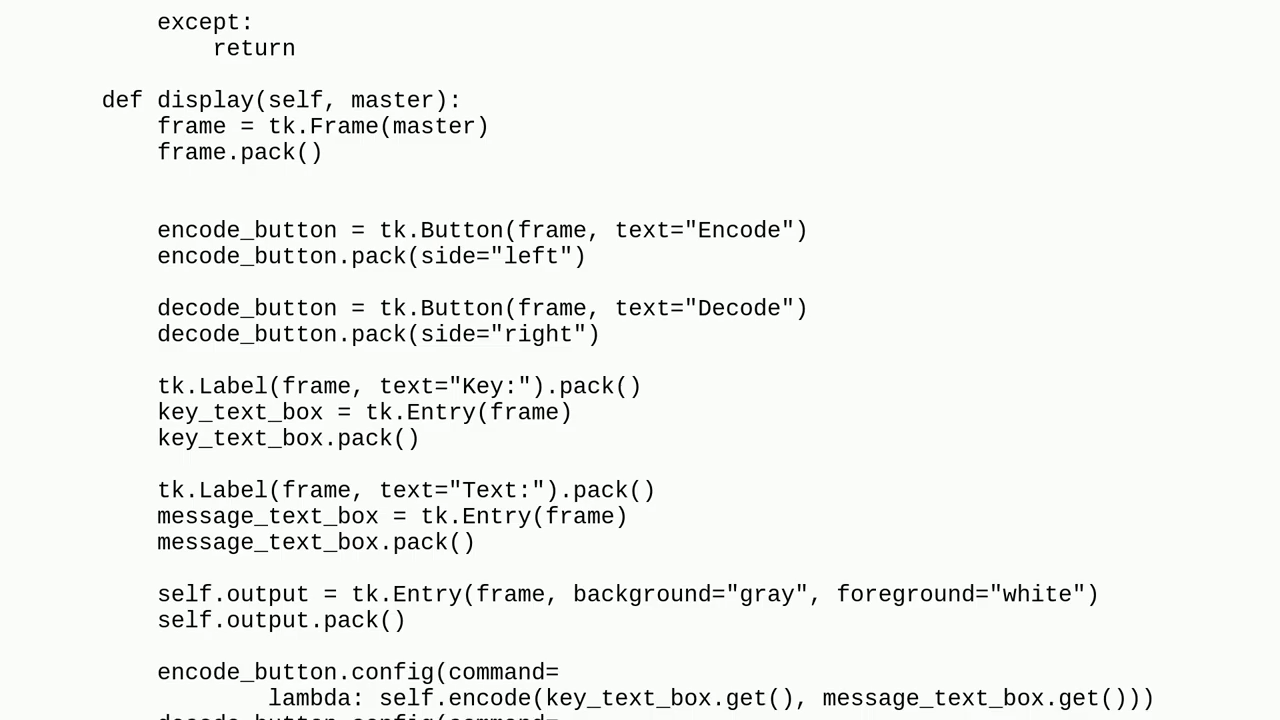 except:
return
def display(self, master):
frame = tk.Frame(master)
frame.pack()
encode_button = tk.Button(frame, text="Encode")
encode_button.pack(side="left")
decode_button = tk.Button(frame, text="Decode")
decode_button.pack(side="right")
tk.Label(frame, text="Key:").pack()
key_text_box = tk.Entry(frame)
key_text_box.pack()
tk.Label(frame, text="Text:").pack()
message_text_box = tk.Entry(frame)
message_text_box.pack()
self.output = tk.Entry(frame, background="gray", foreground="white")
self.output.pack()
encode_button.config(command=
lambda: self.encode(key_text_box.get(), message_text_box.get()))
decode_button.config(command=